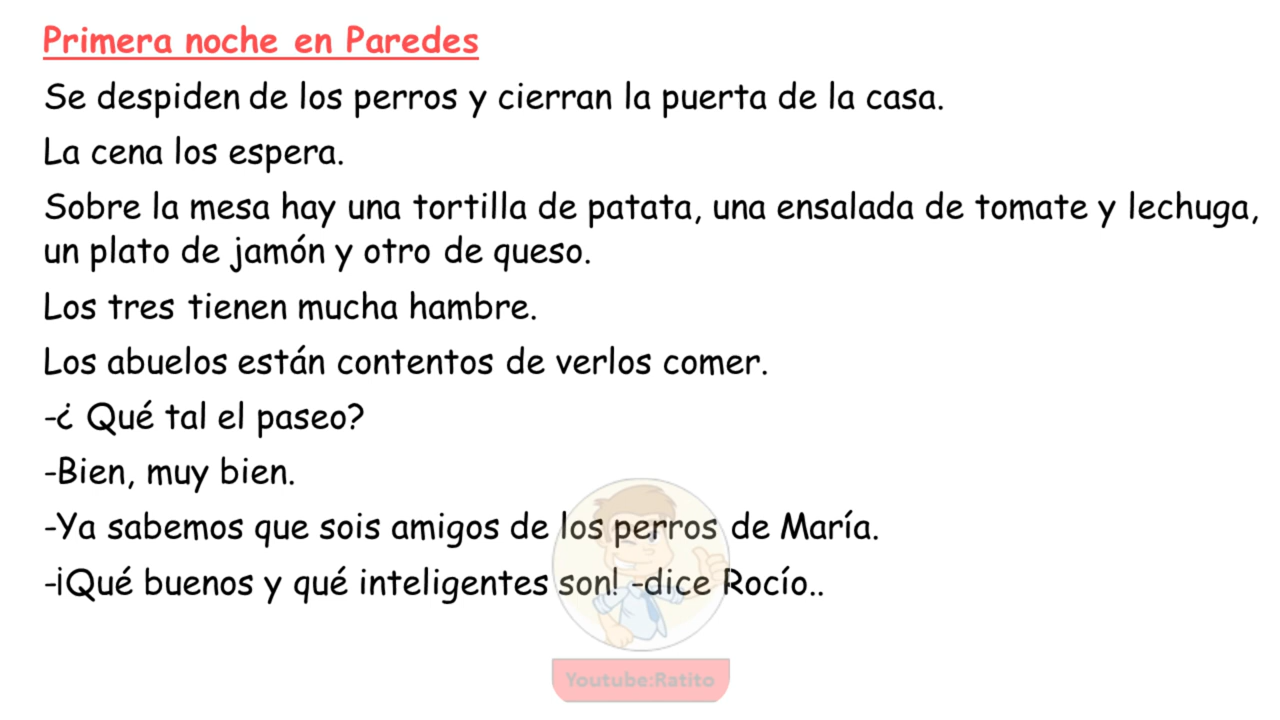 Primera noche en Paredes
Se despiden de los perros y cierran la puerta de la casa.
La cena los espera.
Sobre la mesa hay una tortilla de patata, una ensalada de tomate y lechuga,
un plato de jamón y otro de queso.
Los tres tienen mucha hambre.
Los abuelos están contentos de verlos comer.
-¿ Qué tal el paseo?
-Bien, muy bien.
-Ya sabemos que sois amigos de los perros de María.
-¡Qué buenos y qué inteligentes son! -dice Rocío..
Youtube:Ratito